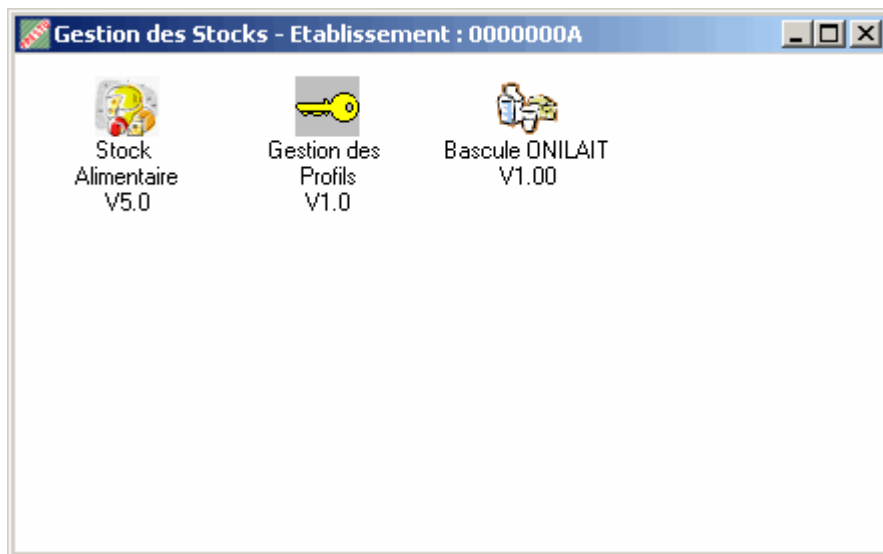 Gestion des Stocks - Etablissement : 0000000A
Stock
Alimentaire
V5.0
Gestion des
Profils
V1.0
Bascule ONILAIT
V1.00